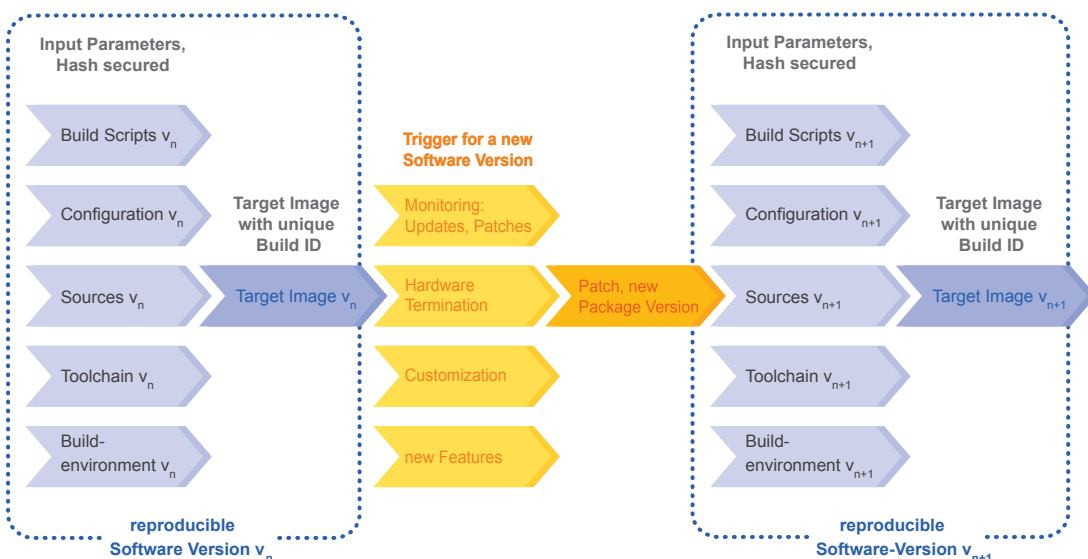 Input Parameters,
Hash secured
Build Scripts vn
Configuration vn
Sources vn
Toolchain vn
Build-
environment vn
Target Image
with unique
Build ID
Target Image vn
reproducible
Software Version vn
Trigger for a new
Software Version
Monitoring:
Updates, Patches
Hardware
Termination
Customization
new Features
Patch, new
Package Version
Input Parameters,
Hash secured
Build Scripts vn+1
Configuration vn+1
Sources vn+1
Toolchain vn+1
Build-
environment vn+1
Target Image
with unique
Build ID
Target Image vn+1
reproducible
Software-Version vn+1